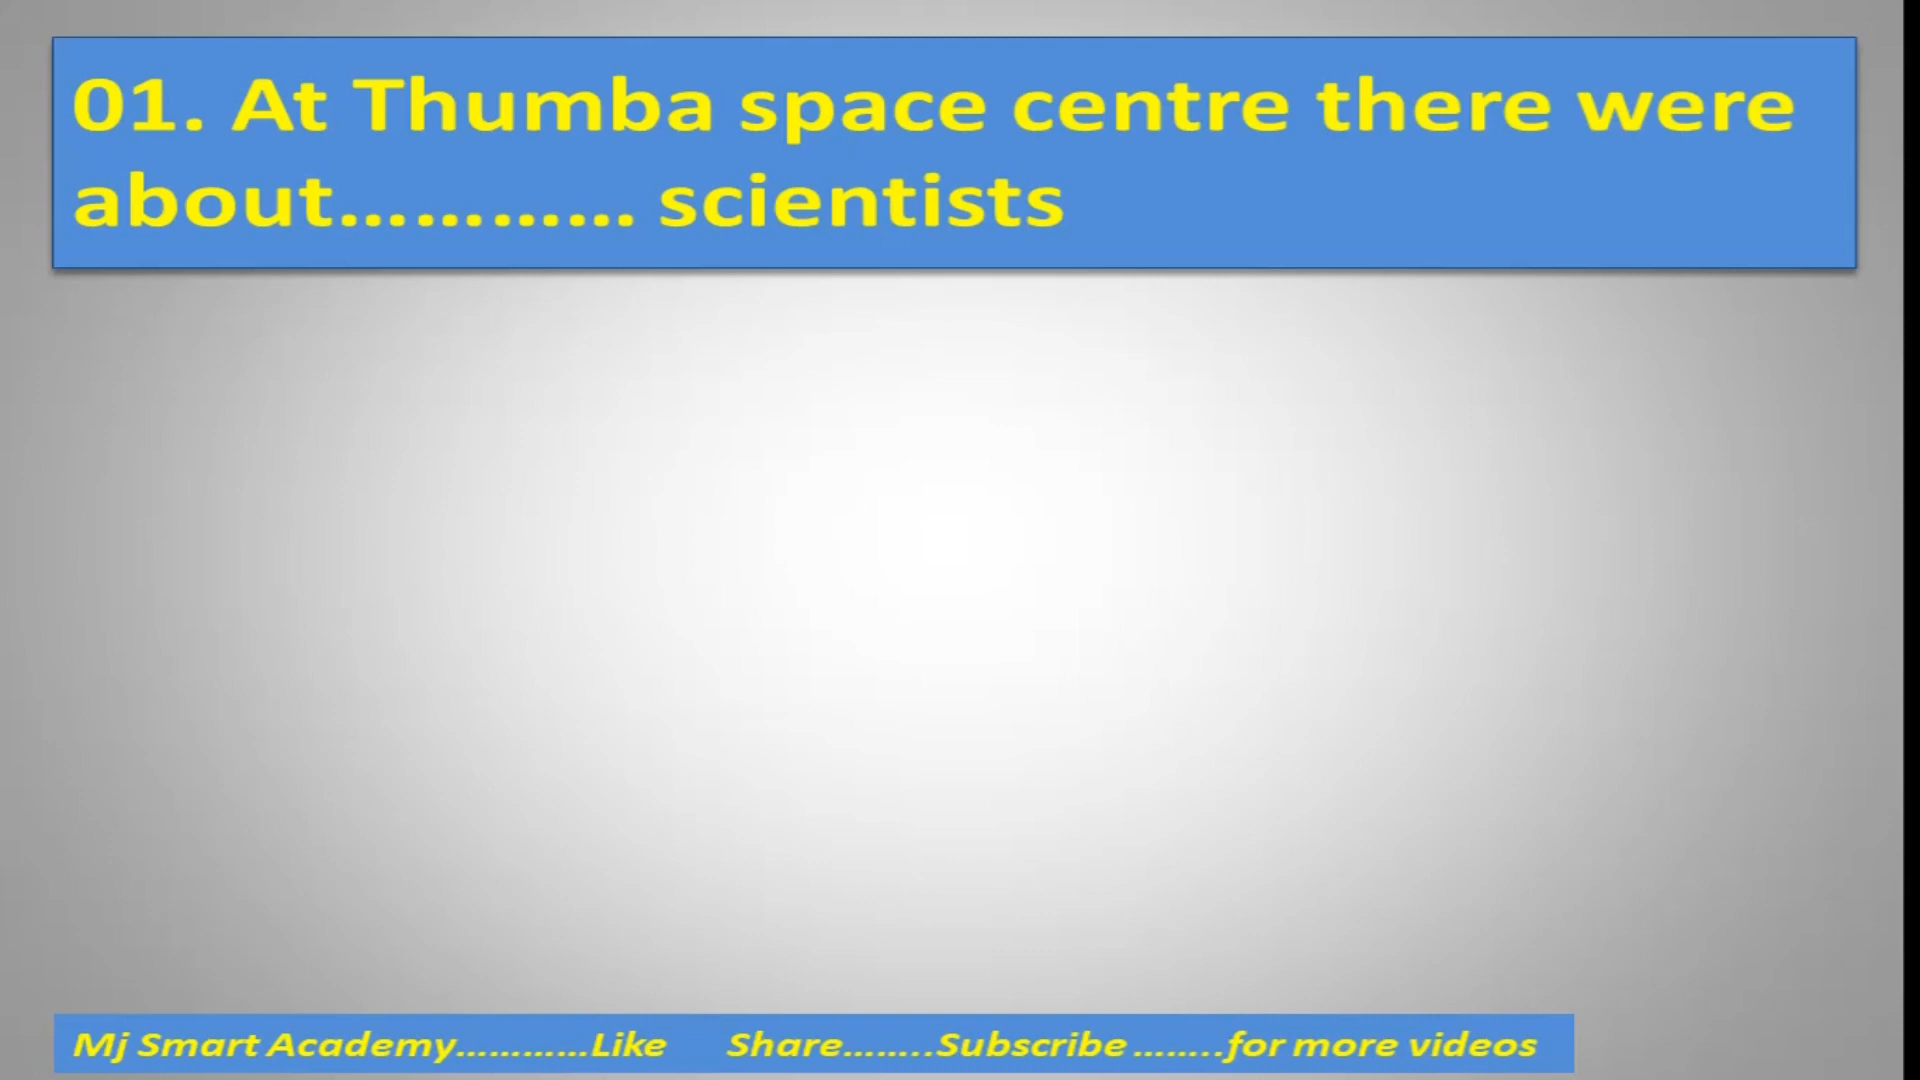 01. At Thumba space centre there were
about………… scientists
Mj Smart Academy…………Like Share……..Subscribe ……..for more videos